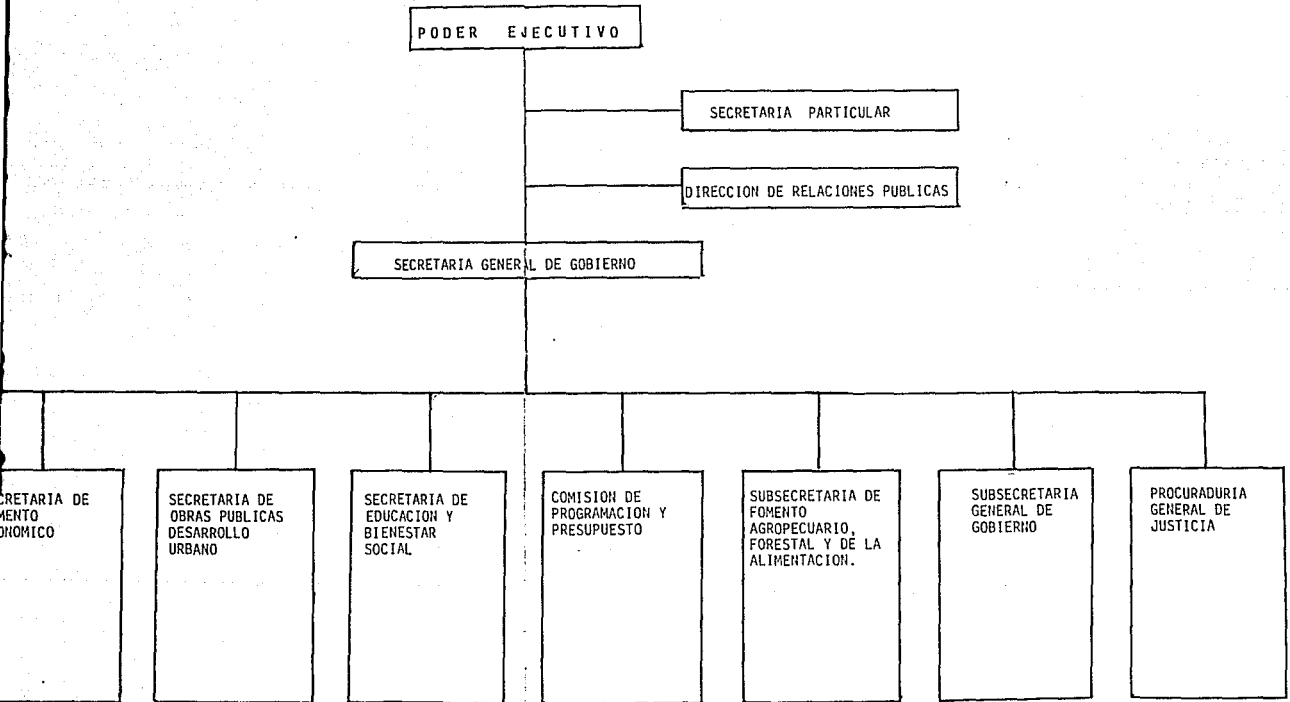 PODER EJECUTIVO
SECRETARIA PARTICULAR
DIRECCION DE RELACIONES PUBLICAS
SECRETARIA GENERAL DE GOBIERNO
CRETARIA DE
MENTO
ONOMICO
SECRETARIA DE
OBRAS PUBLICAS
DESARROLLO
URBANO
SECRETARIA DE
EDUCACION Y
BIENESTAR
SOCIAL
COMISION DE
PROGRAMACION Y
PRESUPUESTO
SUBSECRETARIA DE
FOMENTO
AGROPECUARIO,
FORESTAL Y DE LA
ALIMENTACION.
SUBSECRETARIA
GENERAL DE
GOBIERNO
PROCURADURIA
GENERAL DE
JUSTICIA